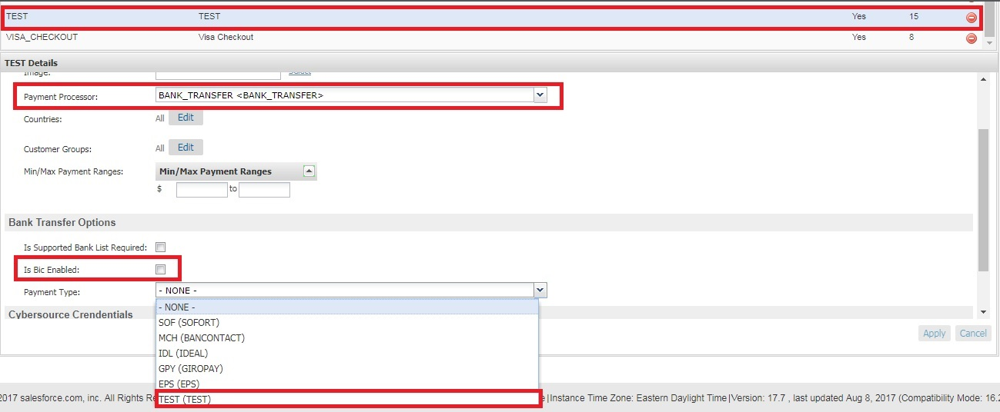 TEST TEST Yes 15
VISA_CHECKOUT Visa Checkout Yes 8
TEST Details
Image: Select
Payment Processor: BANK_TRANSFER <BANK_TRANSFER>
Countries: All Edit
Customer Groups: All Edit
Min/Max Payment Ranges: Min/Max Payment Ranges
$ to
Bank Transfer Options
Is Supported Bank List Required:
Is Bic Enabled:
Payment Type: - NONE -
- NONE -
Cybersource Crendentials
SOF (SOFORT)
MCH (BANCONTACT)
Apply Cancel
IDL (IDEAL)
GPY (GIROPAY)
EPS (EPS)
TEST (TEST)
2017 salesforce.com, inc. All Rights Re |Instance Time Zone: Eastern Daylight Time|Version: 17.7 , last updated Aug 8, 2017 (Compatibility Mode: 16.2